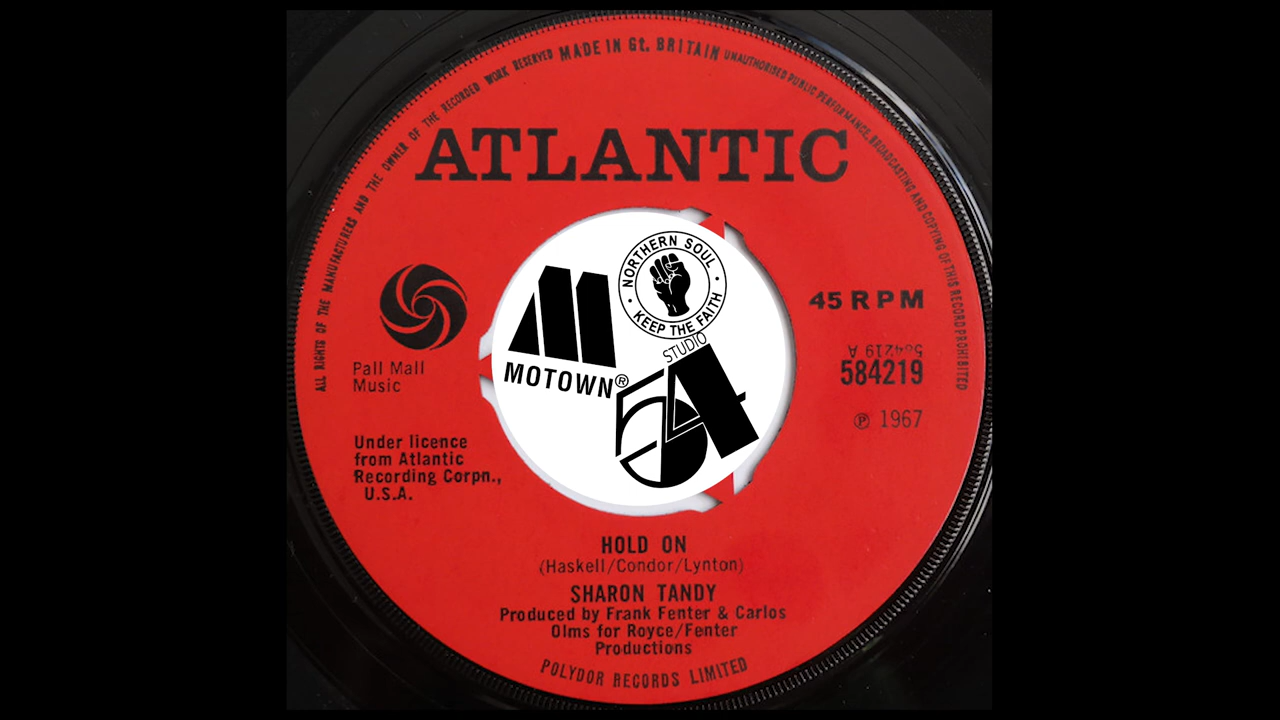 ALL RIGHTS OF THE MANUFACTURERS AND THE OWNER OF THE RECORDED WORK RESERVED MADE IN Gt. BRITAIN UNAUTHORISED PUBLIC PERFORMANCE, BROADCASTING AND COPYING OF THIS RECORD PROHIBITED
ATLANTIC
NORTHERN SOUL
KEEP THE FAITH
MOTOWN®
STUDIO
54
45 RPM
584219 A
584219
℗ 1967
Pall Mall
Music
Under licence
from Atlantic
Recording Corpn.,
U.S.A.
HOLD ON
(Haskell/Condor/Lynton)
SHARON TANDY
Produced by Frank Fenter & Carlos
Olms for Royce/Fenter
Productions
POLYDOR RECORDS LIMITED